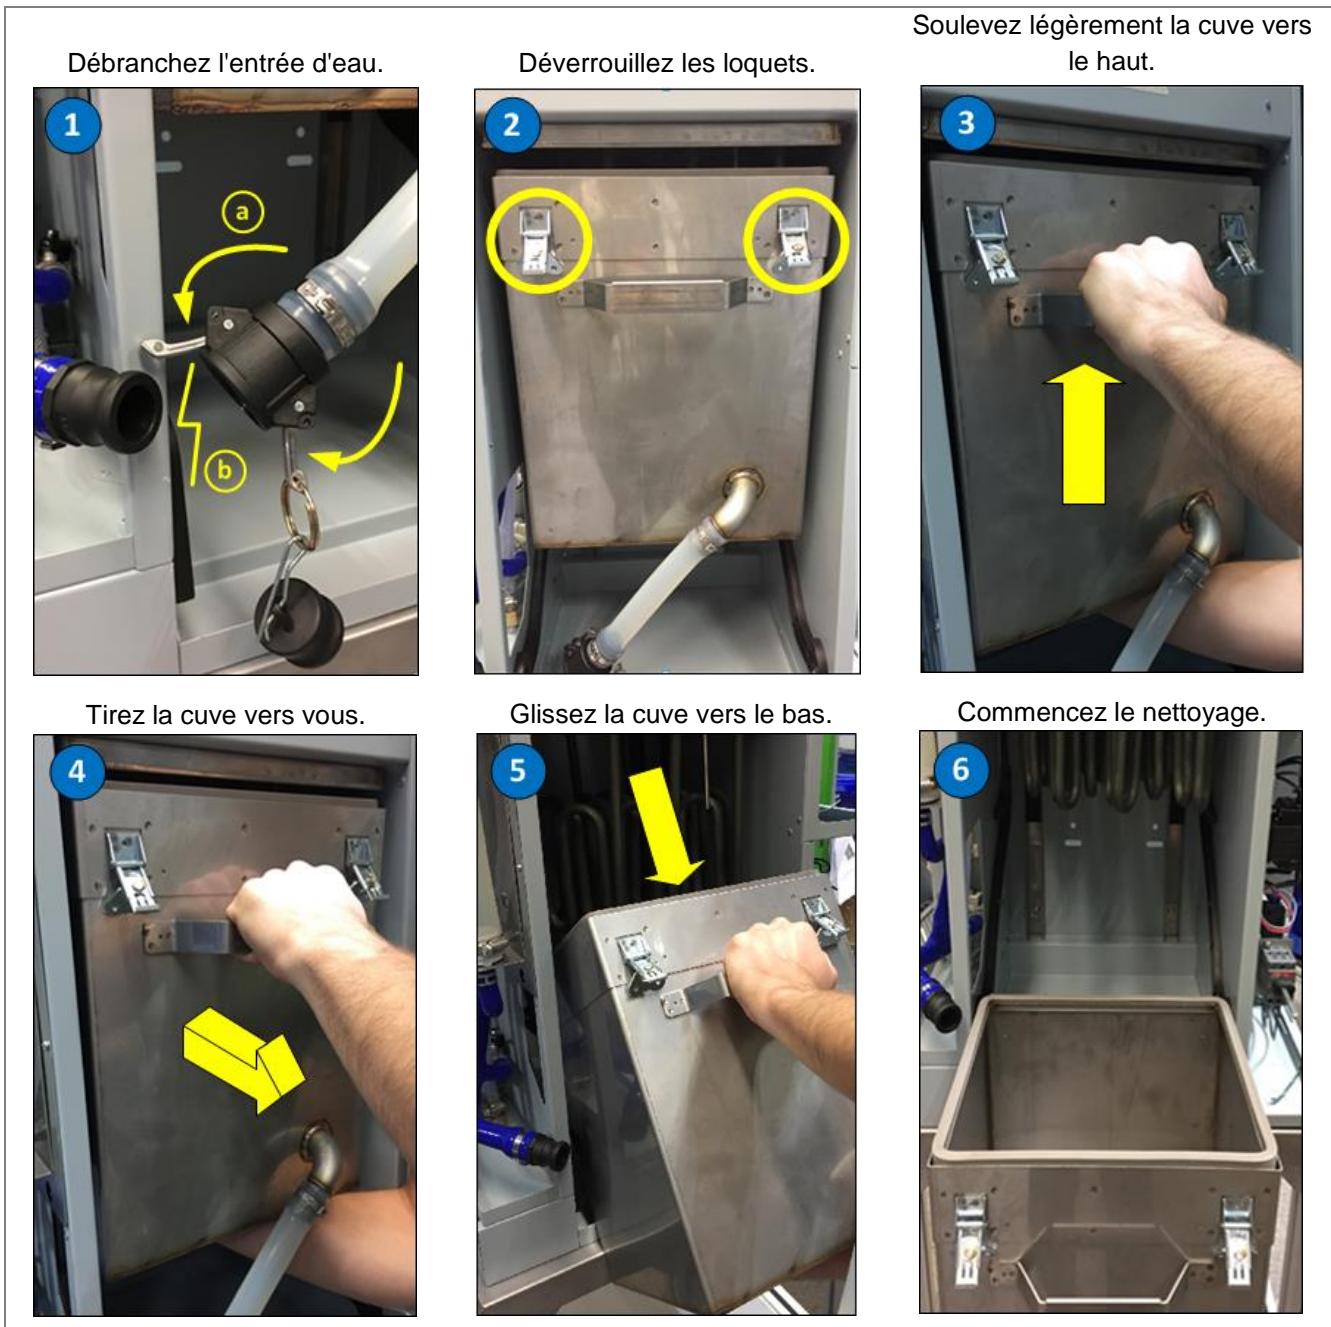 Débranchez l'entrée d'eau.
Déverrouillez les loquets.
Soulevez légèrement la cuve vers
le haut.
1
a
b
2
3
Tirez la cuve vers vous.
Glissez la cuve vers le bas.
Commencez le nettoyage.
4
5
6